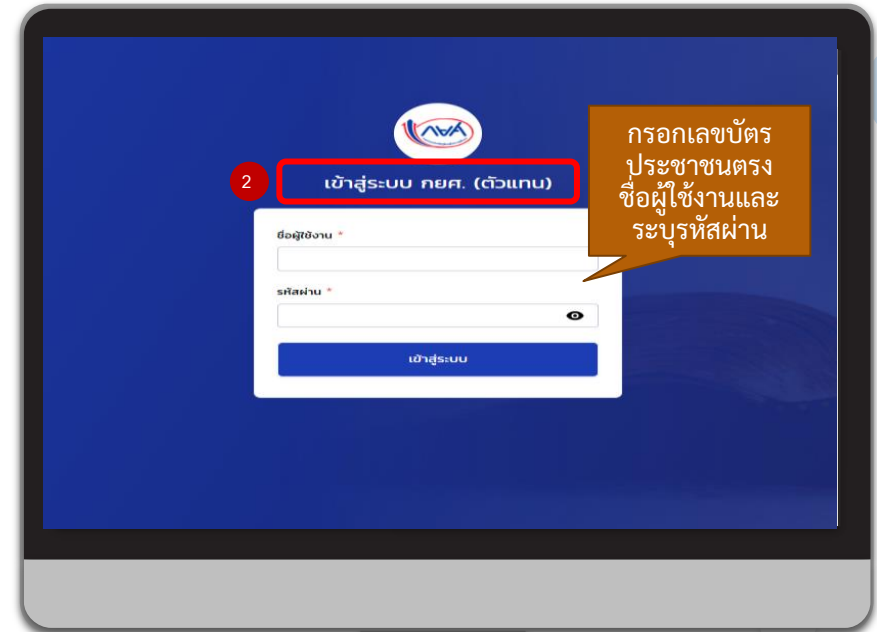 กยศ
กรอกเลขบัตร
ประชาชนตรง
ชื่อผู้ใช้งานและ
ระบุรหัสผ่าน
2
เข้าสู่ระบบ กยศ. (ตัวแทน)
ชื่อผู้ใช้งาน *
รหัสผ่าน *
เข้าสู่ระบบ